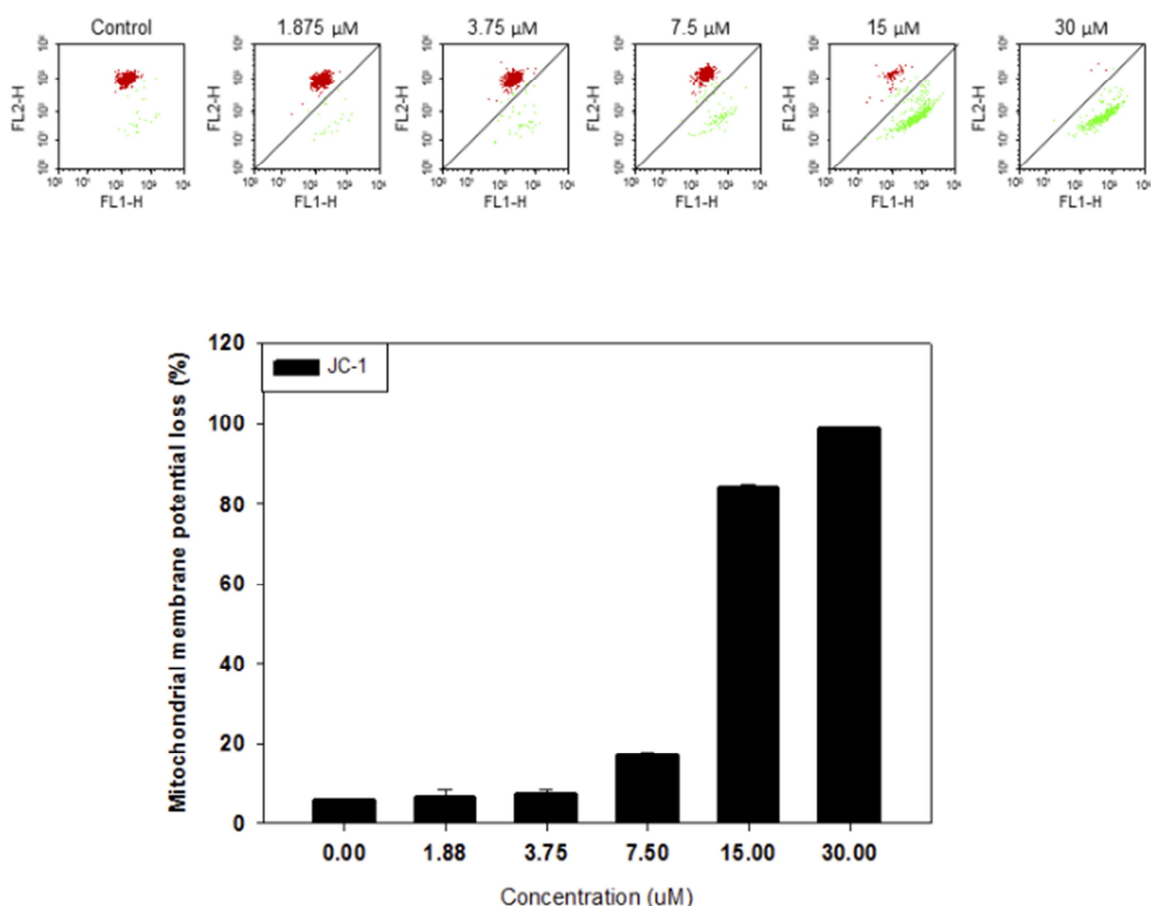 Control 1.875 µM 3.75 µM 7.5 µM 15 µM 30 µM
FL2-H FL2-H FL2-H FL2-H FL2-H FL2-H
FL1-H FL1-H FL1-H FL1-H FL1-H FL1-H
JC-1
Mitochondrial membrane potential loss (%)
120
100
80
60
40
20
0
0.00 1.88 3.75 7.50 15.00 30.00
Concentration (uM)